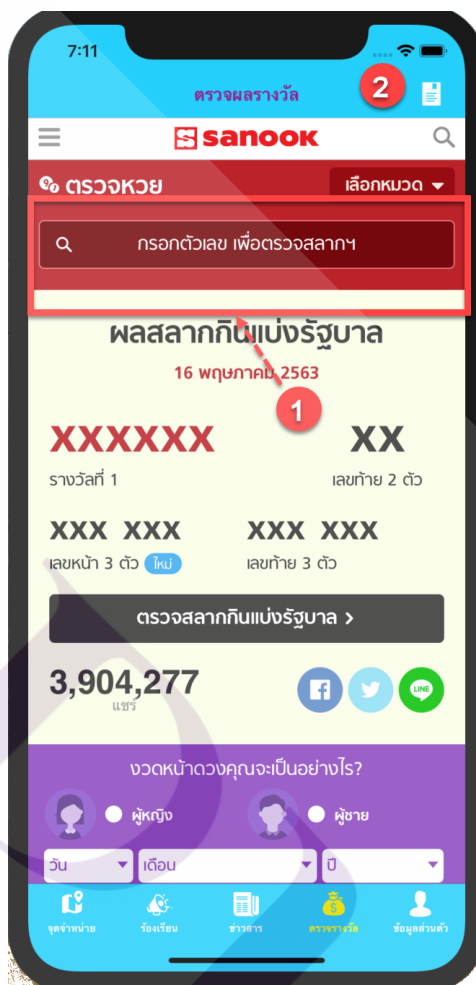 7:11
ตรวจผลรางวัล
2
sanook
ตรวจหวย
เลือกหมวด
กรอกตัวเลข เพื่อตรวจสลากฯ
ผลสลากกินแบ่งรัฐบาล
16 พฤษภาคม 2563
1
XXXXXX XX
รางวัลที่ 1 เลขท้าย 2 ตัว
XXX XXX XXX XXX
เลขหน้า 3 ตัว ใหม่ เลขท้าย 3 ตัว
ตรวจสลากกินแบ่งรัฐบาล >
3,904,277
แชร์
LINE
งวดหน้าดวงคุณจะเป็นอย่างไร?
ผู้หญิง ผู้ชาย
วัน เดือน ปี
จุดจำหน่าย ร้องเรียน ข่าวสาร ตรวจรางวัล ข้อมูลส่วนตัว